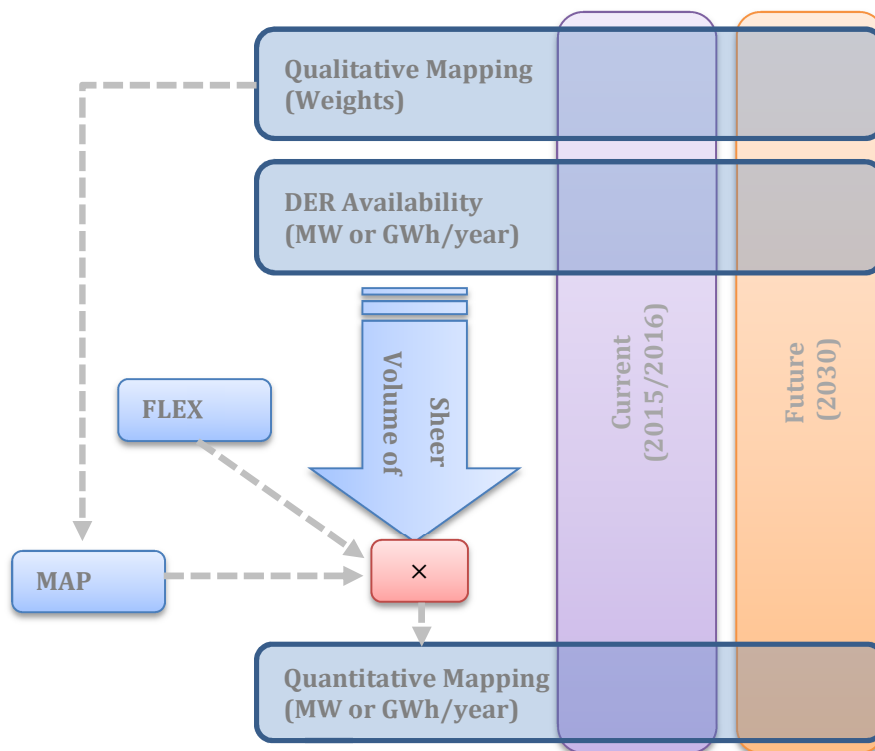 Qualitative Mapping
(Weights)
DER Availability
(MW or GWh/year)
Sheer
Volume of
Current
(2015/2016)
Future
(2030)
FLEX
MAP
×
Quantitative Mapping
(MW or GWh/year)